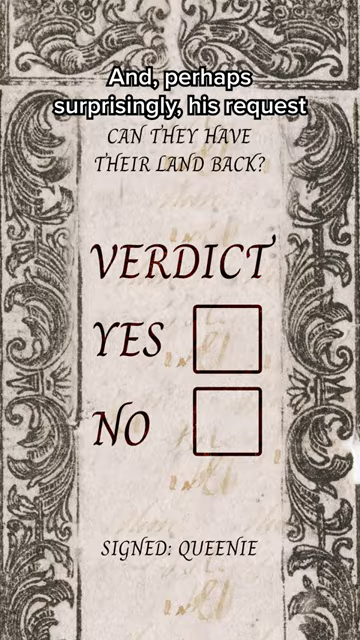 And, perhaps
surprisingly, his request
CAN THEY HAVE
THEIR LAND BACK?
VERDICT
YES
NO
SIGNED: QUEENIE